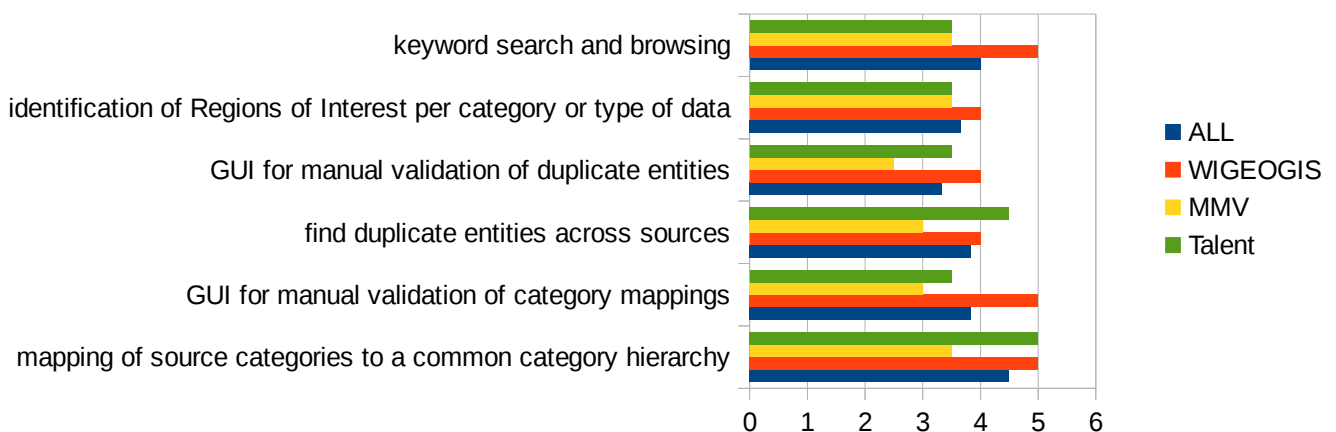 keyword search and browsing
identification of Regions of Interest per category or type of data
GUI for manual validation of duplicate entities
find duplicate entities across sources
GUI for manual validation of category mappings
mapping of source categories to a common category hierarchy
0 1 2 3 4 5 6
ALL
WIGEOGIS
MMV
Talent